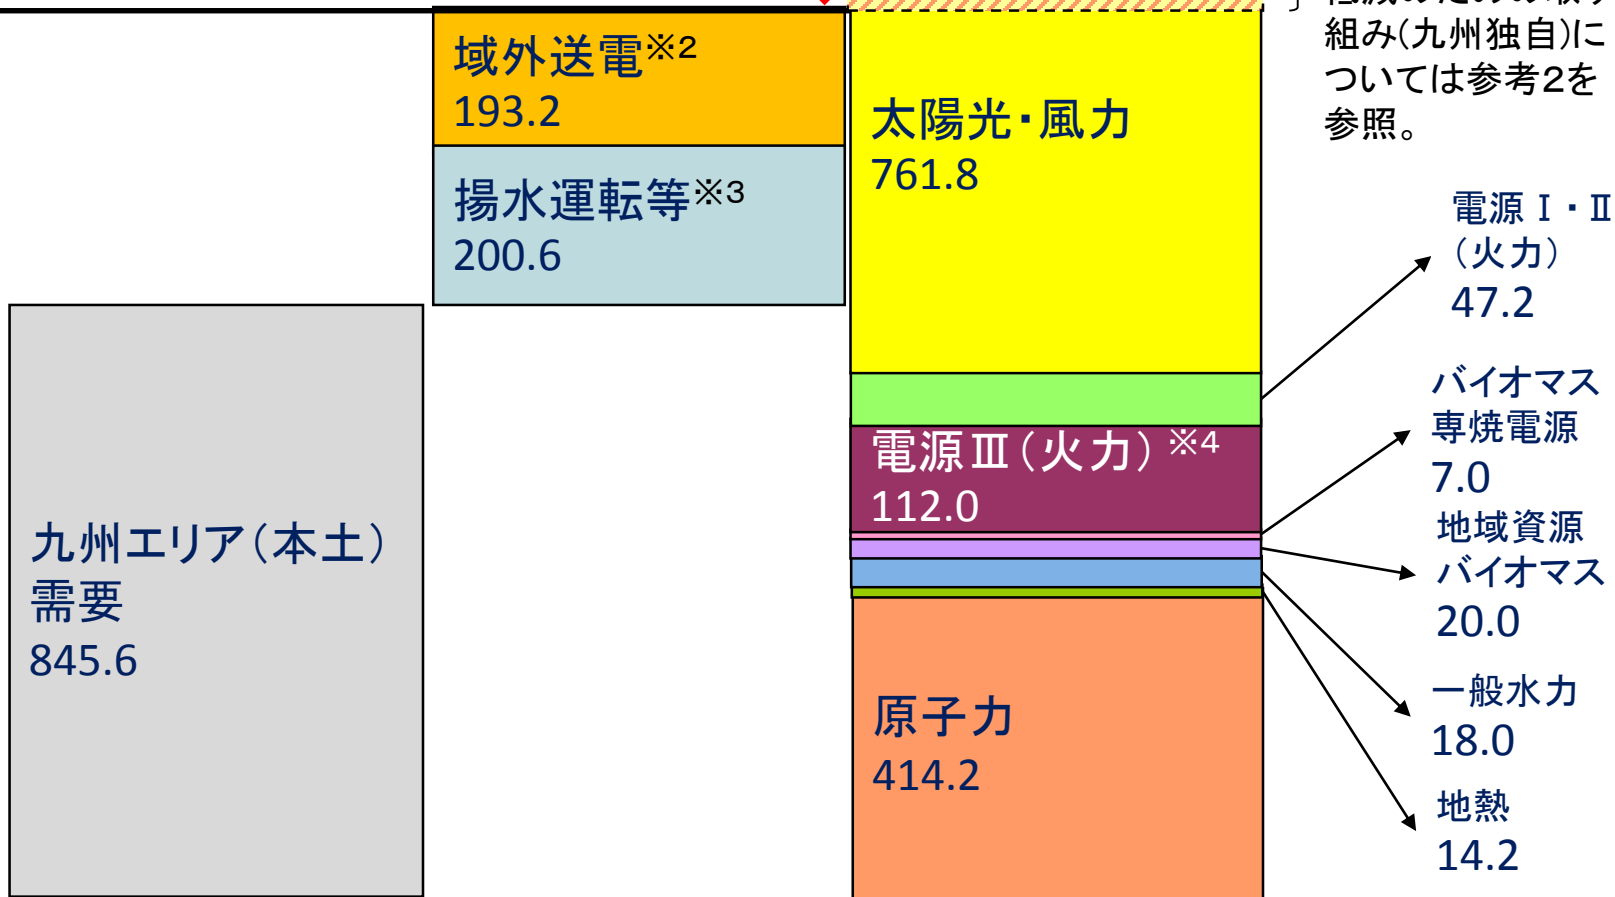 組み(九州独自)に
ついては参考2を
参照。
域外送電※2
193.2
揚水運転等※3
200.6
九州エリア(本土)
需要
845.6
太陽光・風力
761.8
電源Ⅲ(火力)※4
112.0
原子力
414.2
電源Ⅰ・Ⅱ
(火力)
47.2
バイオマス
専焼電源
7.0
地域資源
バイオマス
20.0
一般水力
18.0
地熱
14.2